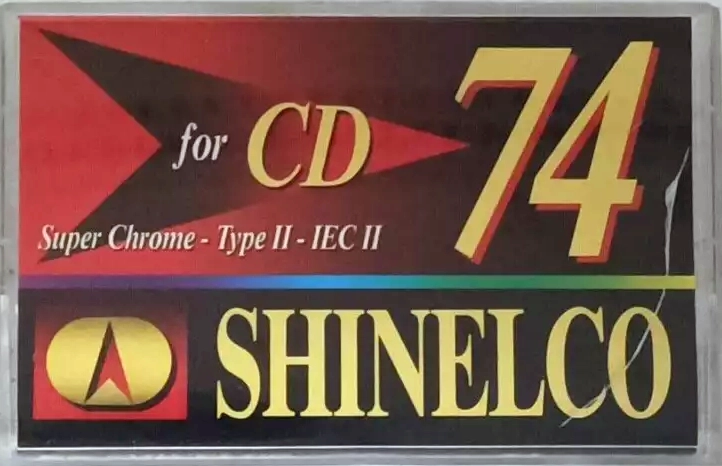 for CD 74
Super Chrome - Type II - IEC II
SHINELCO